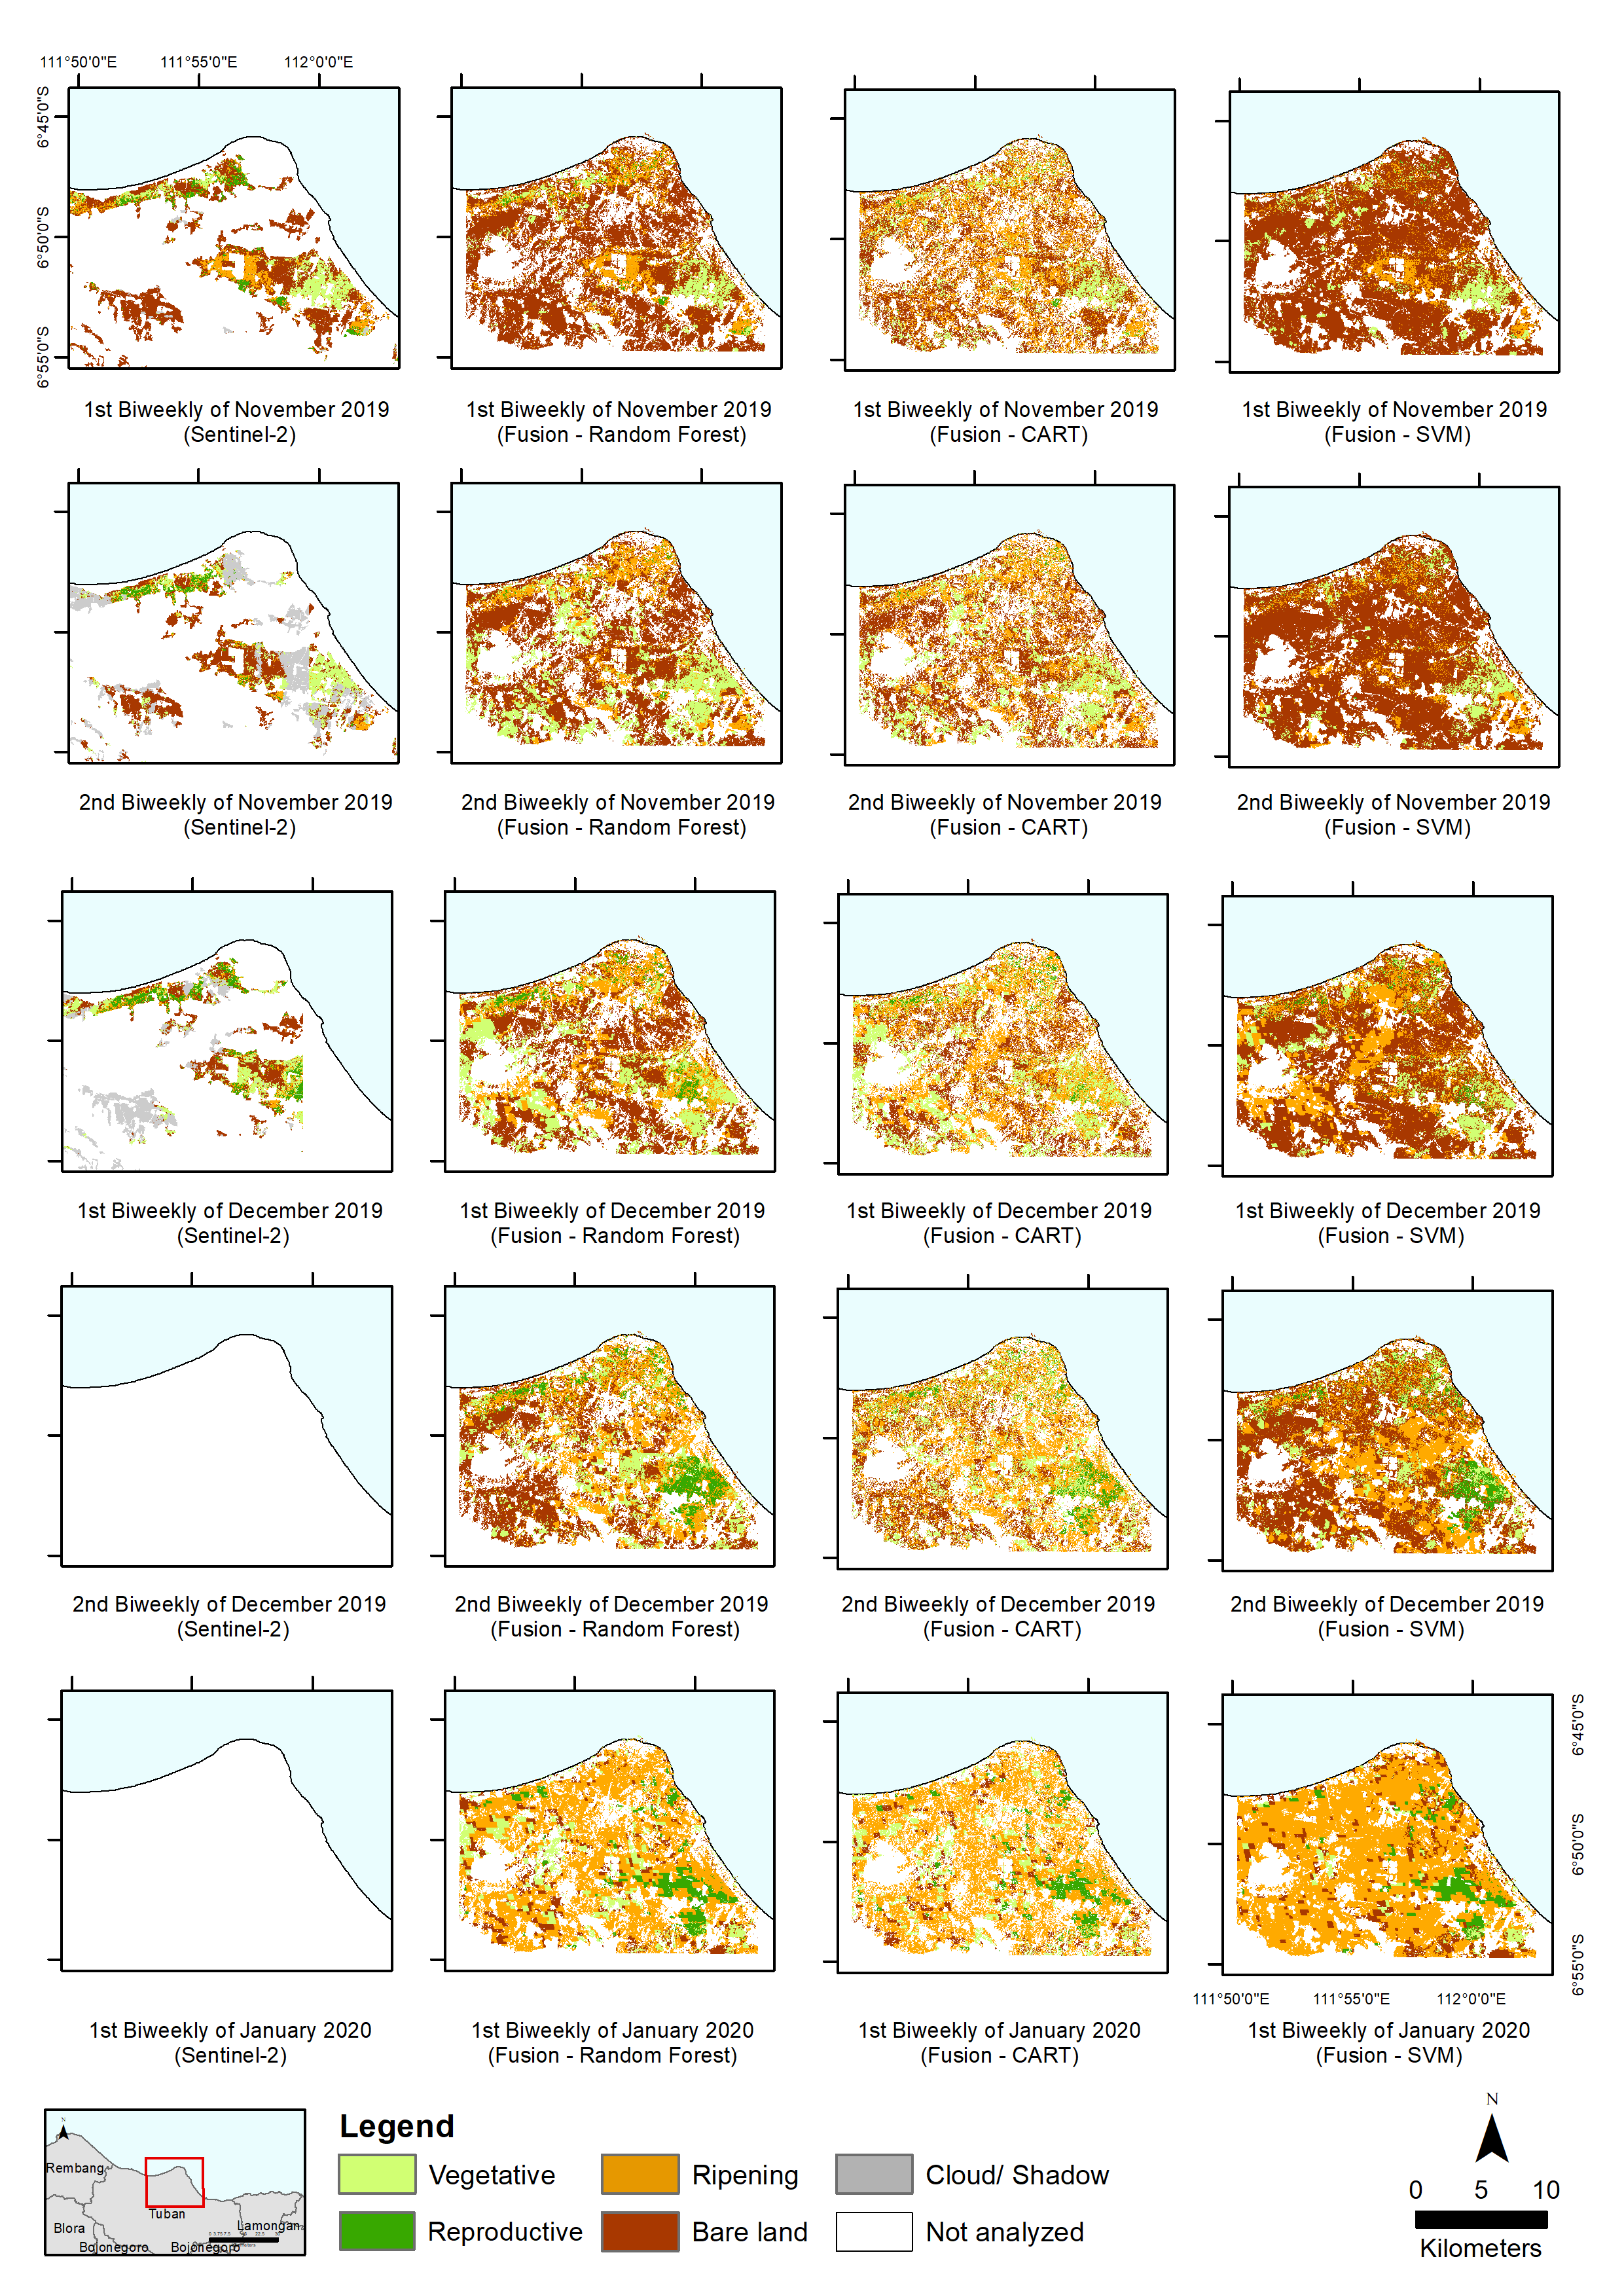 111°50'0"E 111°55'0"E 112°0'0"E
6°45'0"S
6°50'0"S
6°55'0"S
1st Biweekly of November 2019
(Sentinel-2)
1st Biweekly of November 2019
(Fusion - Random Forest)
1st Biweekly of November 2019
(Fusion - CART)
1st Biweekly of November 2019
(Fusion - SVM)
2nd Biweekly of November 2019
(Sentinel-2)
2nd Biweekly of November 2019
(Fusion - Random Forest)
2nd Biweekly of November 2019
(Fusion - CART)
2nd Biweekly of November 2019
(Fusion - SVM)
1st Biweekly of December 2019
(Sentinel-2)
1st Biweekly of December 2019
(Fusion - Random Forest)
1st Biweekly of December 2019
(Fusion - CART)
1st Biweekly of December 2019
(Fusion - SVM)
2nd Biweekly of December 2019
(Sentinel-2)
2nd Biweekly of December 2019
(Fusion - Random Forest)
2nd Biweekly of December 2019
(Fusion - CART)
2nd Biweekly of December 2019
(Fusion - SVM)
6°45'0"S
6°50'0"S
6°55'0"S
111°50'0"E 111°55'0"E 112°0'0"E
1st Biweekly of January 2020
(Sentinel-2)
1st Biweekly of January 2020
(Fusion - Random Forest)
1st Biweekly of January 2020
(Fusion - CART)
1st Biweekly of January 2020
(Fusion - SVM)
N
Rembang
Tuban
Blora
Lamongan
Bojonegoro
Bojonegoro
Legend
Vegetative
Ripening
Cloud/ Shadow
Reproductive
Bare land
Not analyzed
N
0 5 10
Kilometers